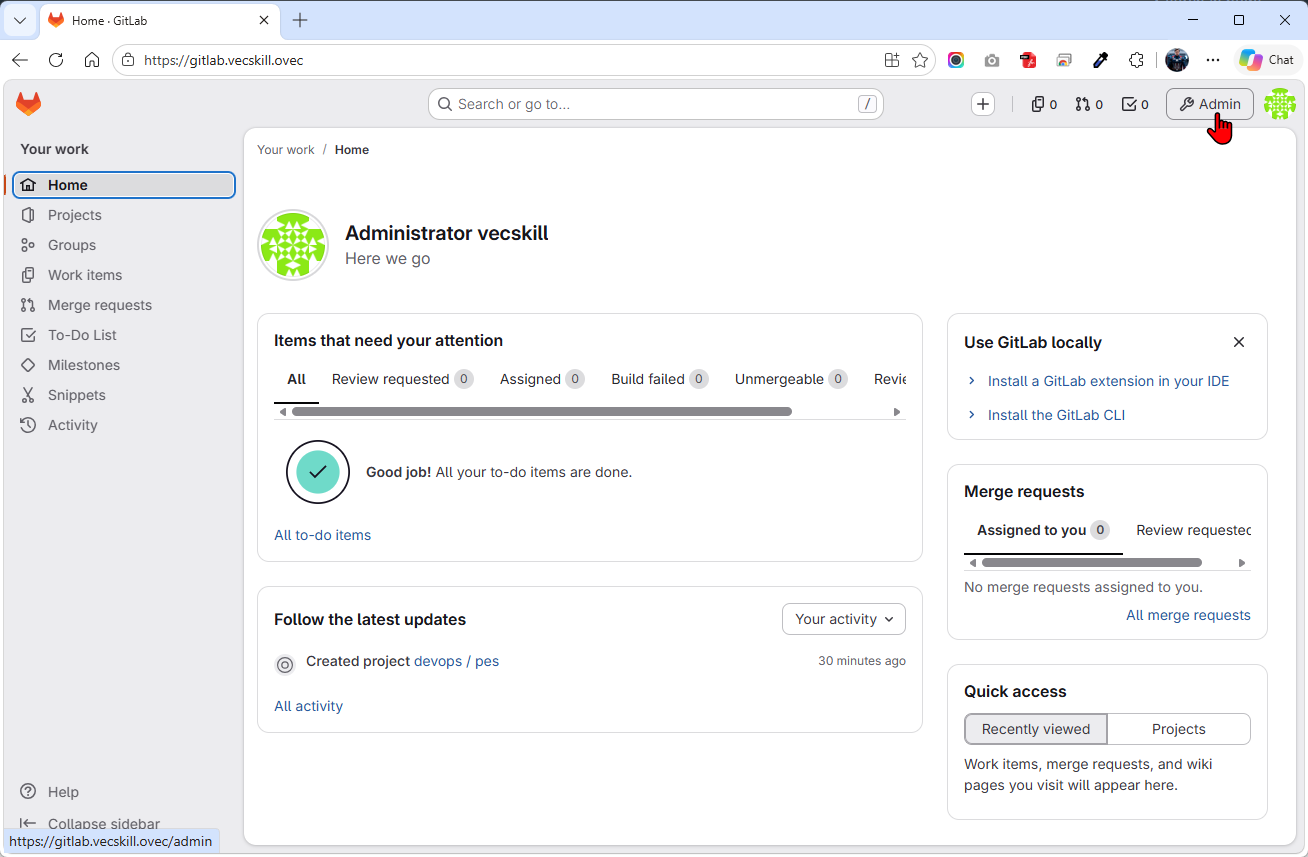 Home · GitLab
https://gitlab.vecskill.ovec
Chat
Search or go to...
/
0
0
0
Admin
Your work
Home
Projects
Groups
Work items
Merge requests
To-Do List
Milestones
Snippets
Activity
Help
Collapse sidebar
https://gitlab.vecskill.ovec/admin
Your work / Home
Administrator vecskill
Here we go
Items that need your attention
All Review requested 0 Assigned 0 Build failed 0 Unmergeable 0 Revie
Good job! All your to-do items are done.
All to-do items
Follow the latest updates
Your activity
Created project devops / pes 30 minutes ago
All activity
Use GitLab locally
Install a GitLab extension in your IDE
Install the GitLab CLI
Merge requests
Assigned to you 0 Review requested
No merge requests assigned to you.
All merge requests
Quick access
Recently viewed Projects
Work items, merge requests, and wiki
pages you visit will appear here.